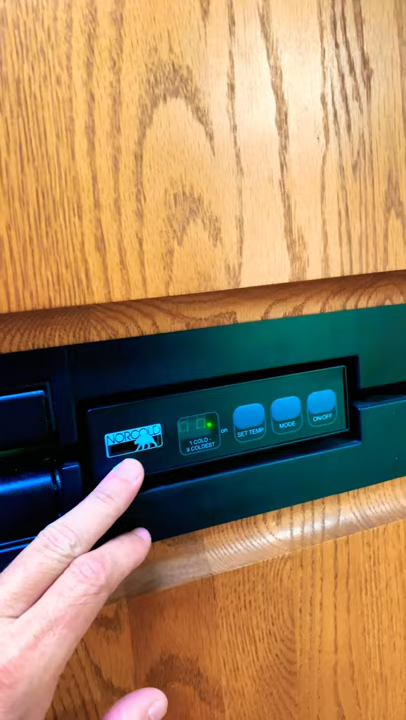 NORCOLD
1 COLD -
9 COLDEST
on
SET TEMP
MODE
ON/OFF